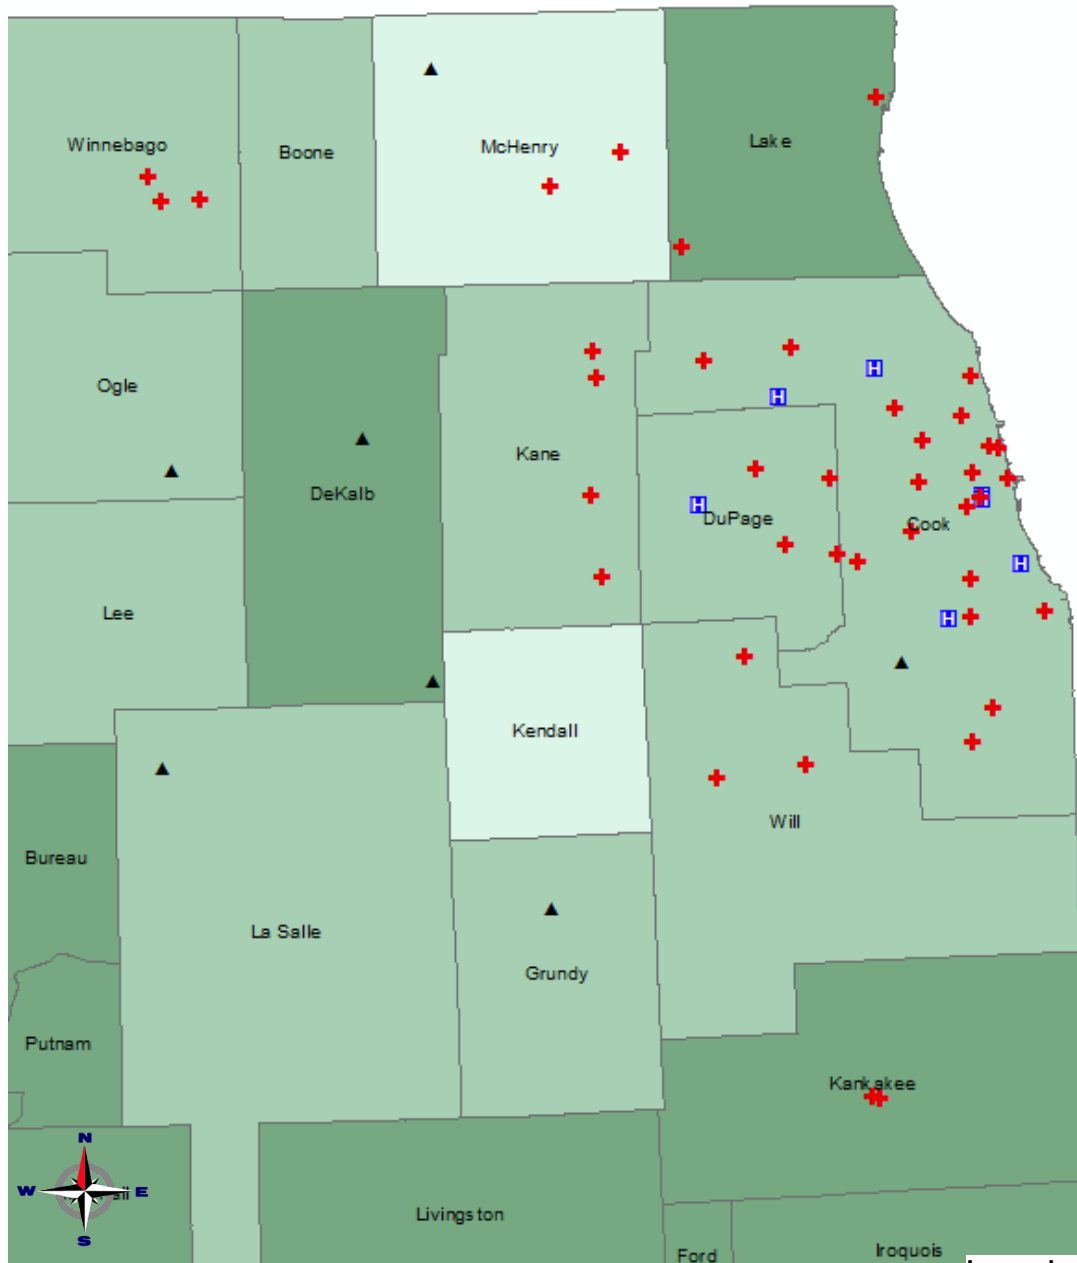 Winnebago
Boone
McHenry
Lake
Ogle
DeKalb
Kane
H
H
H
DuPage
H
Cook
H
H
Lee
Kendall
Will
Bureau
La Salle
Grundy
Putnam
Kankakee
N
W
E
S
Livingston
Ford
Iroquois